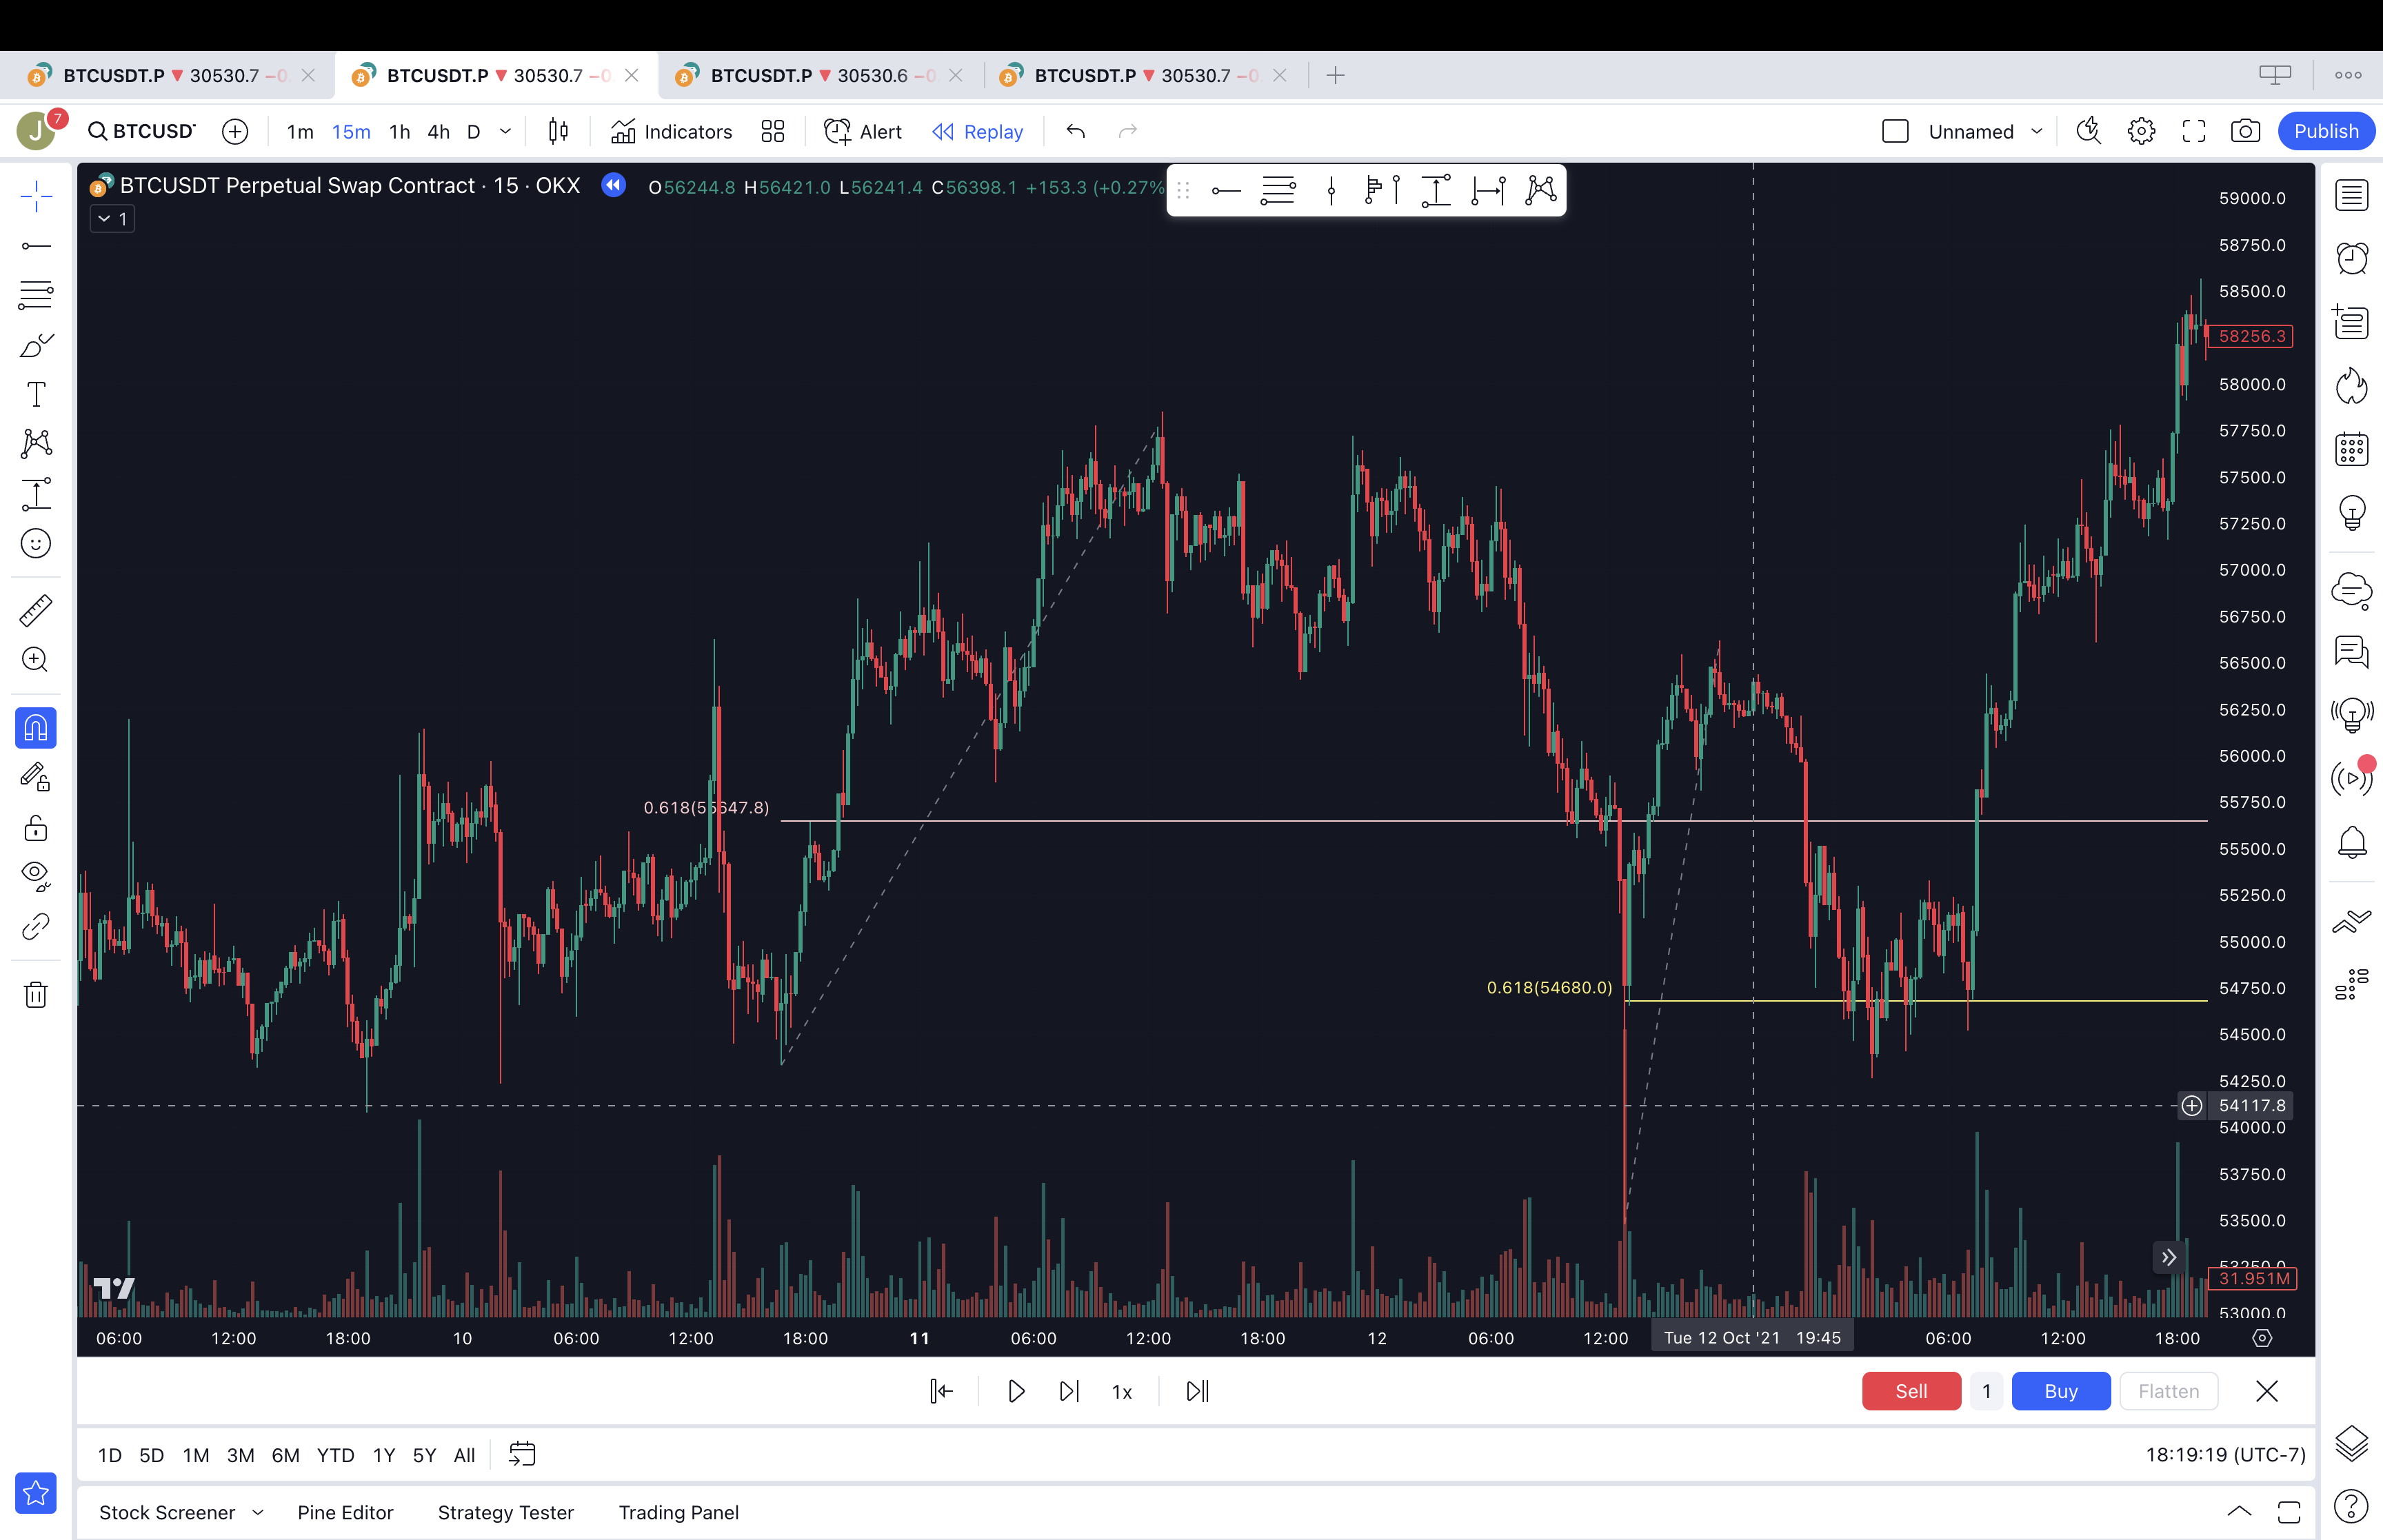 BTCUSDT.P ▼ 30530.7 −0
BTCUSDT.P ▼ 30530.7 −0
BTCUSDT.P ▼ 30530.6 −0
BTCUSDT.P ▼ 30530.7 −0
J 7 BTCUSDT 1m 15m 1h 4h D Indicators Alert Replay Unnamed Publish
BTCUSDT Perpetual Swap Contract · 15 · OKX O56244.8 H56421.0 L56241.4 C56398.1 +153.3 (+0.27%
1
59000.0
58750.0
58500.0
58256.3
58000.0
57750.0
57500.0
57250.0
57000.0
56750.0
56500.0
56250.0
56000.0
55750.0
0.618(55647.8)
55500.0
55250.0
55000.0
54750.0
0.618(54680.0)
54500.0
54250.0
54117.8
54000.0
53750.0
53500.0
53250.0
31.951M
53000.0
06:00 12:00 18:00 10 06:00 12:00 18:00 11 06:00 12:00 18:00 12 06:00 12:00 Tue 12 Oct '21 19:45 06:00 12:00 18:00
1x Sell 1 Buy Flatten
1D 5D 1M 3M 6M YTD 1Y 5Y All 18:19:19 (UTC-7)
Stock Screener Pine Editor Strategy Tester Trading Panel